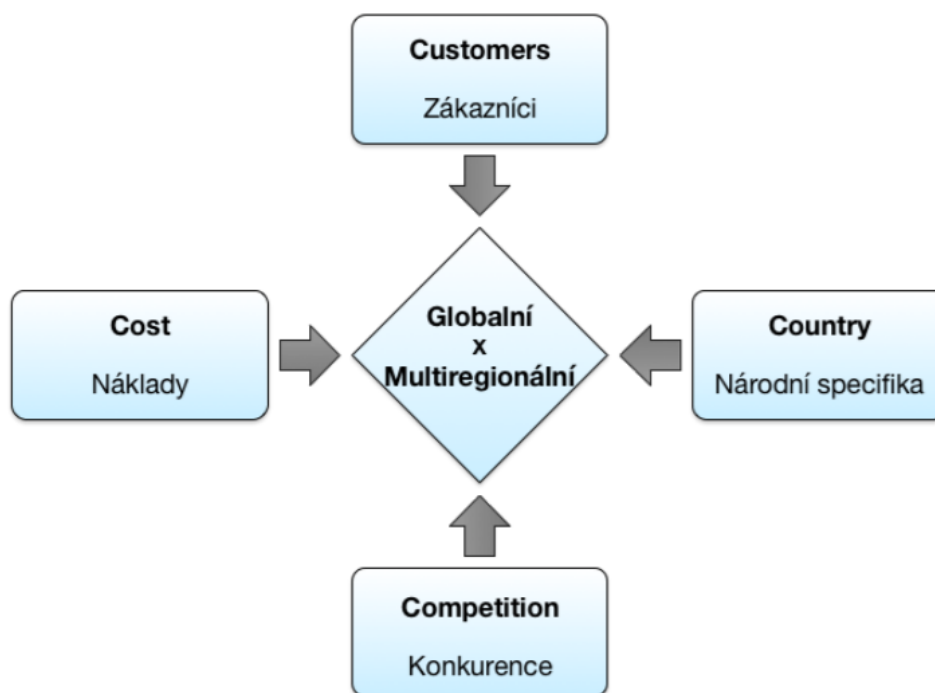 Customers
Zákazníci
Cost
Náklady
Globalní
x
Multiregionální
Country
Národní specifika
Competition
Konkurence